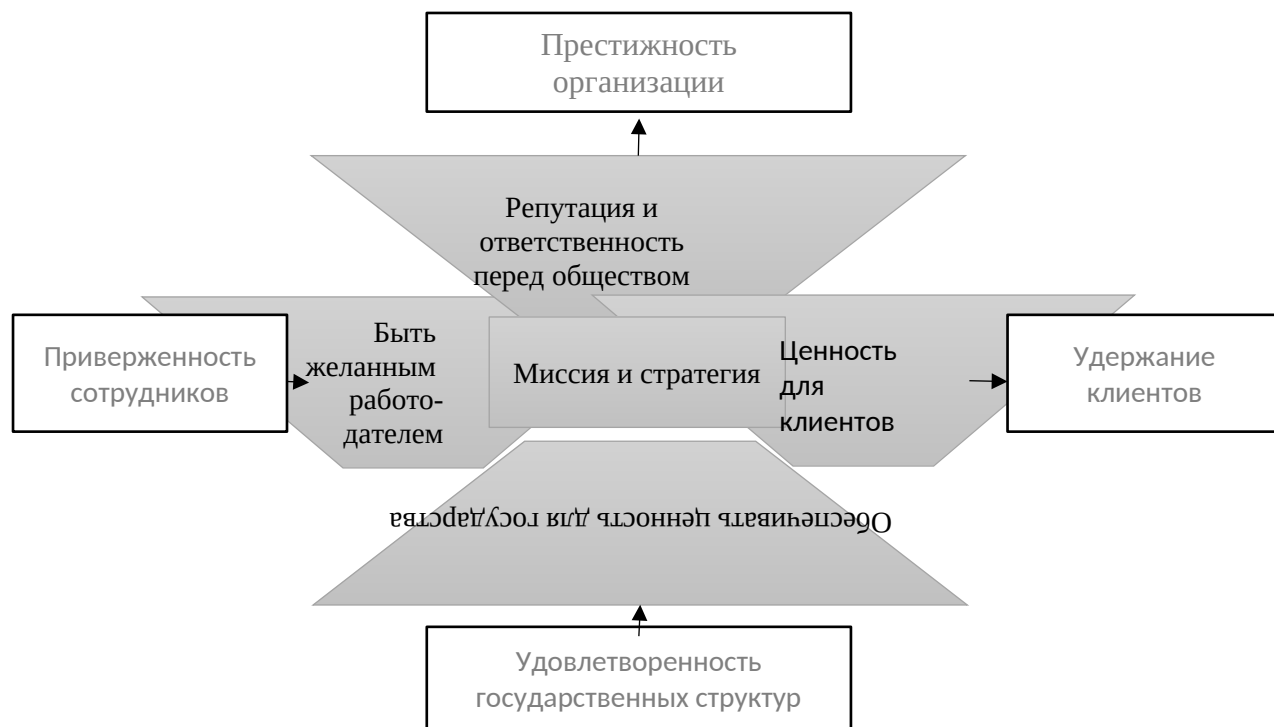 Престижность
организации
Репутация и
ответственность
перед обществом
Быть
желанным
работо-
дателем
Приверженность
сотрудников
Миссия и стратегия
Ценность
для
клиентов
Удержание
клиентов
Обеспечивать ценность для государства
Удовлетворенность
государственных структур